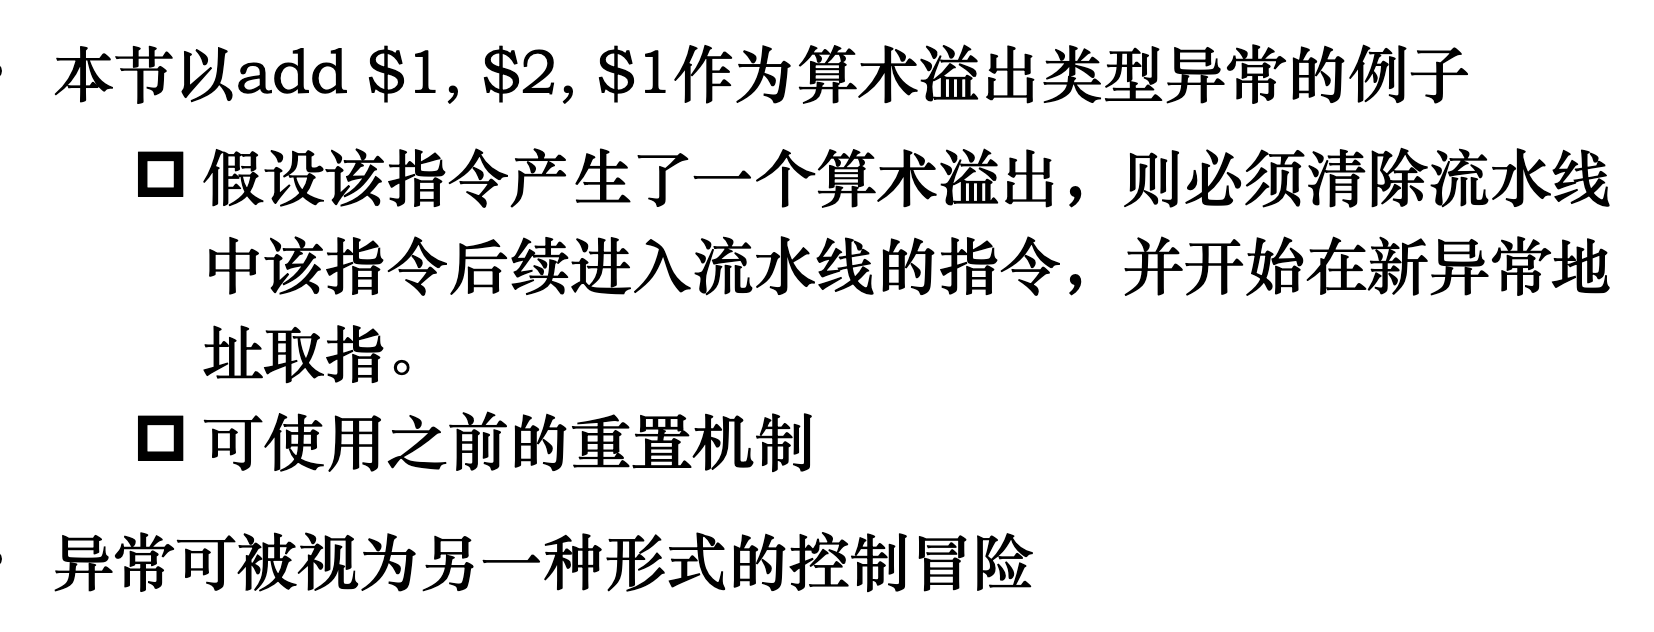 • 本节以add $1, $2, $1作为算术溢出类型异常的例子
假设该指令产生了一个算术溢出，则必须清除流水线
中该指令后续进入流水线的指令，并开始在新异常地
址取指。
可使用之前的重置机制
• 异常可被视为另一种形式的控制冒险